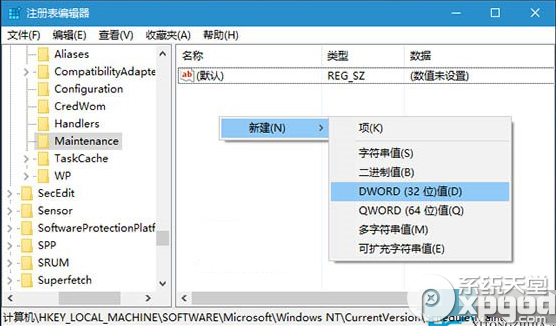 注册表编辑器
文件(F) 编辑(E) 查看(V) 收藏夹(A) 帮助(H)
Aliases
CompatibilityAdapte
Configuration
CredWom
Handlers
Maintenance
TaskCache
WP
SecEdit
Sensor
SoftwareProtectionPlatf
SPP
SRUM
Superfetch
名称 类型 数据
(默认) REG_SZ (数值未设置)
新建(N)
项(K)
字符串值(S)
二进制值(B)
DWORD (32 位)值(D)
QWORD (64 位)值(Q)
多字符串值(M)
可扩充字符串值(E)
系统天堂
xpgod.com
计算机\HKEY_LOCAL_MACHINE\SOFTWARE\Microsoft\Windows NT\CurrentVersion\